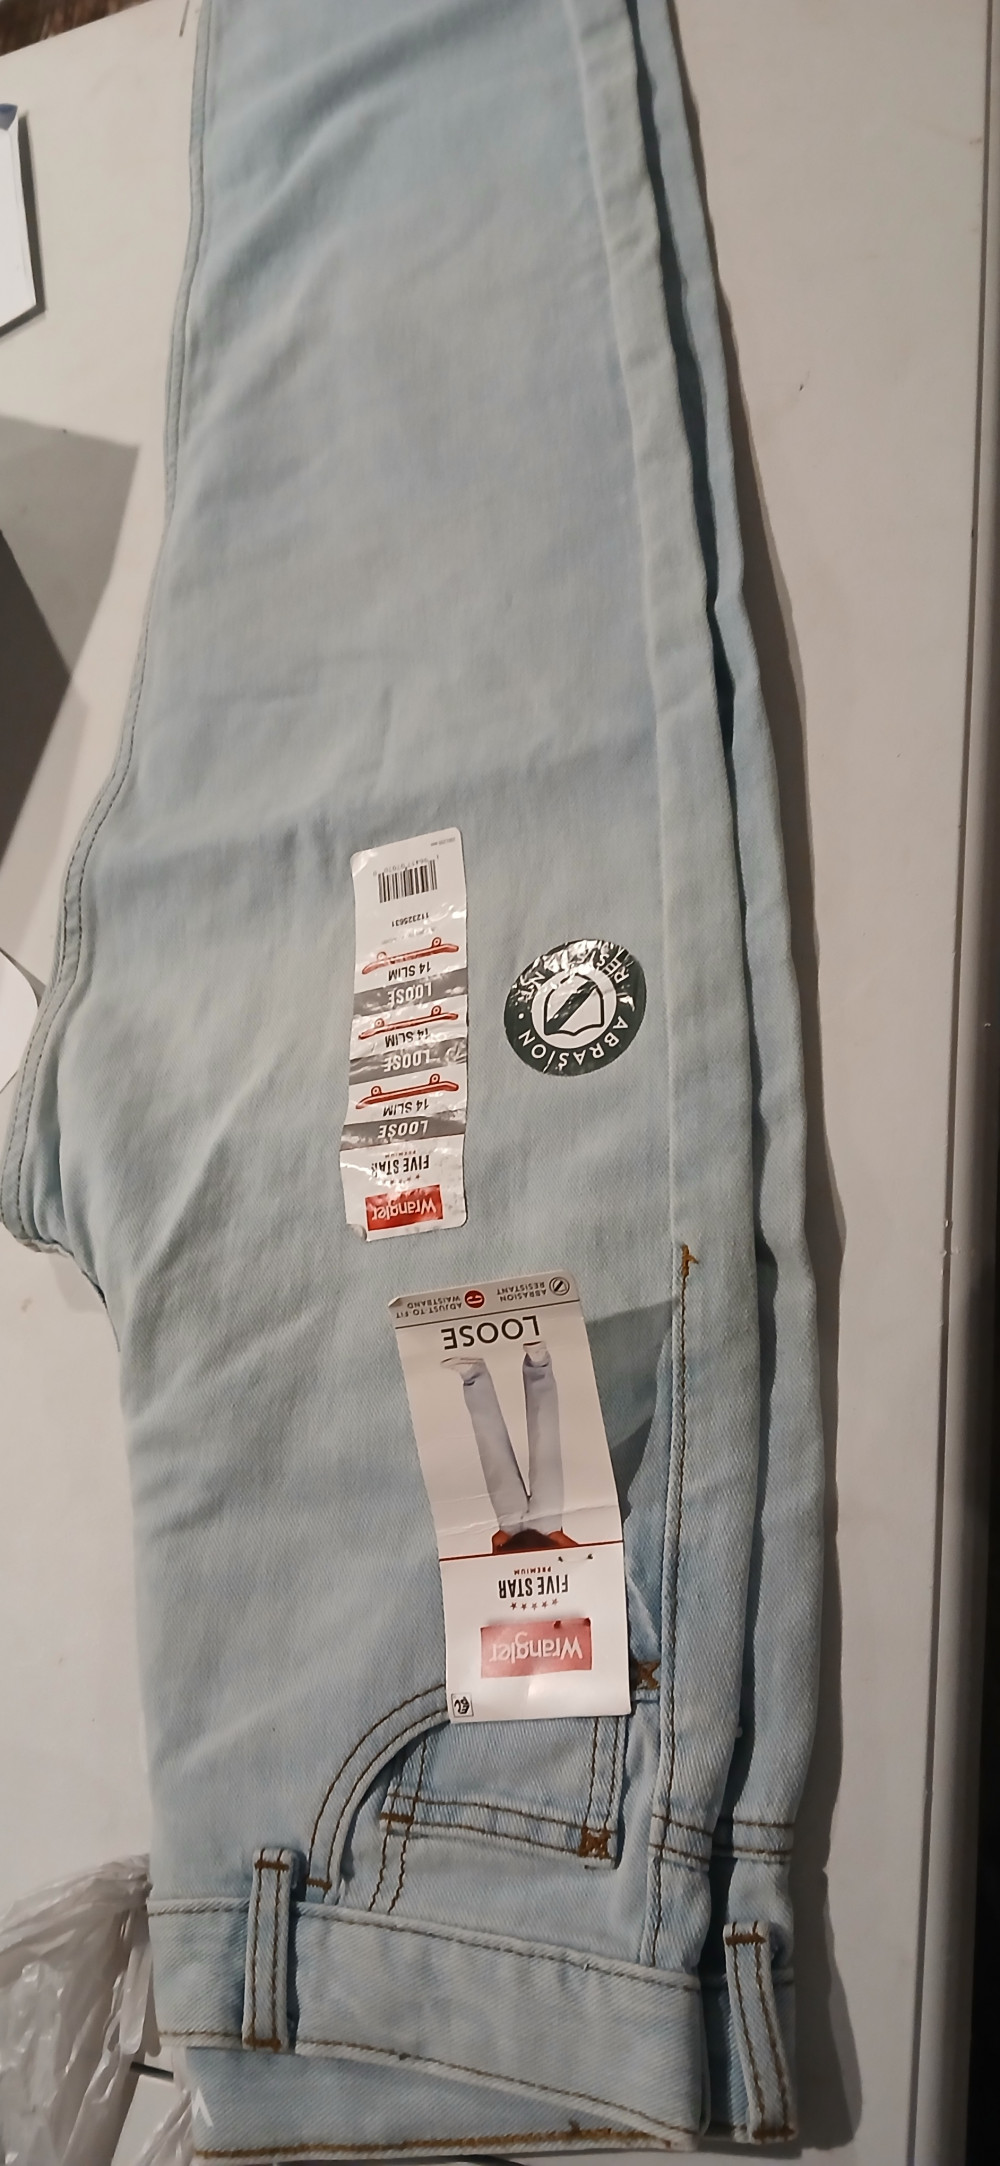 Wrangler
FIVE STAR
PREMIUM
LOOSE
ADJUST TO FIT
WAISTBAND
ABRASION
RESISTANT
Wrangler
FIVE STAR
PREMIUM
LOOSE
14 SLIM
LOOSE
14 SLIM
LOOSE
14 SLIM
112325631
ABRASION
RESISTANT